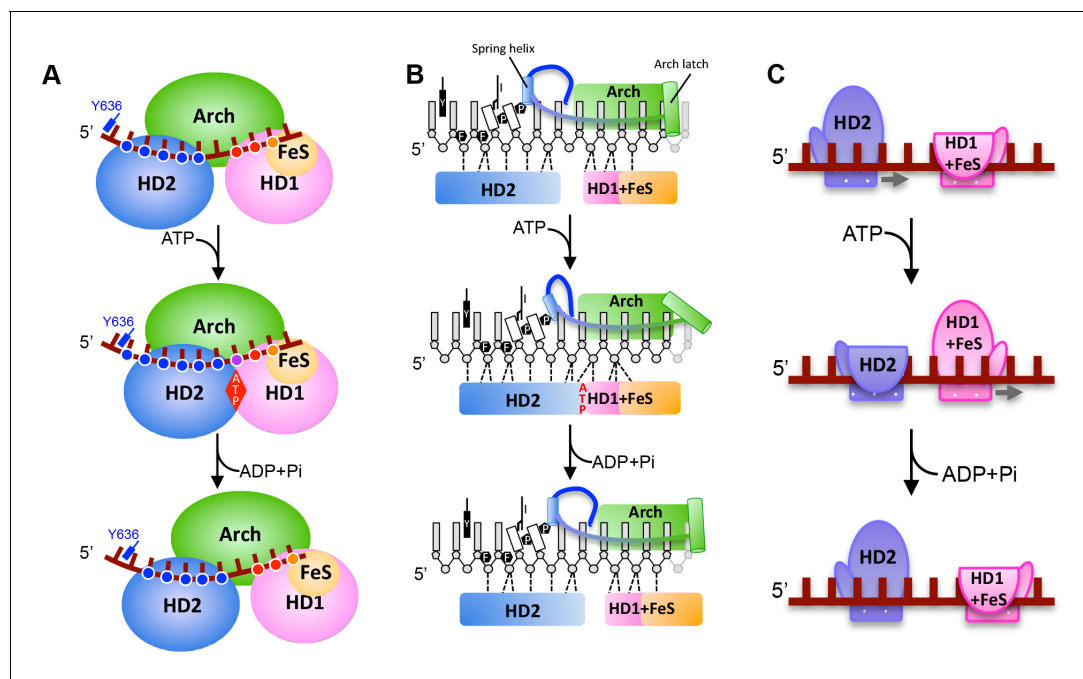 A
Y636
5’
Arch
FeS
HD2
HD1
ATP
Y636
5’
Arch
FeS
HD2
HD1
A
T
P
ADP+Pi
Y636
5’
Arch
FeS
HD2
HD1
B
Spring helix
Arch latch
Y
I
P
P
F
F
Arch
5’
HD2
HD1+FeS
ATP
Y
I
P
P
F
F
Arch
5’
HD2
A
T
P
HD1+FeS
ADP+Pi
Y
I
P
P
F
F
Arch
5’
HD2
HD1+FeS
C
HD2
HD1
+FeS
5’
ATP
HD1
+FeS
HD2
5’
ADP+Pi
HD2
HD1
+FeS
5’